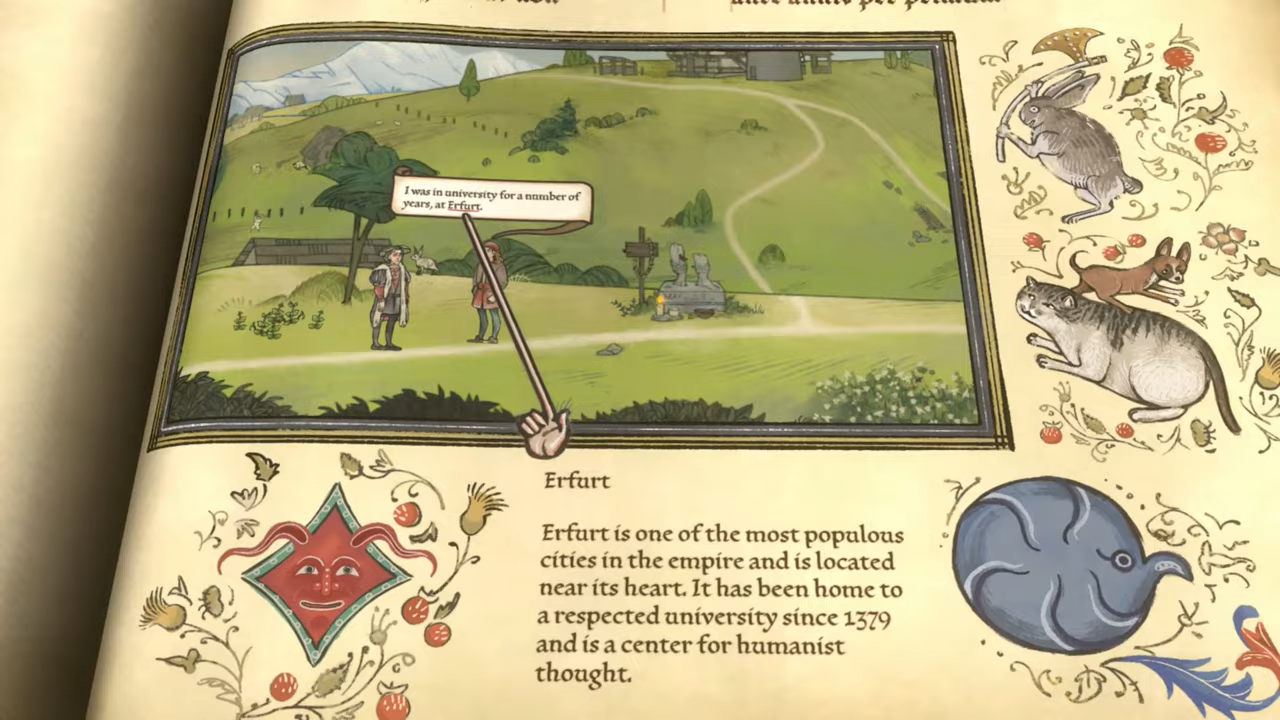 I was in university for a number of
years, at Erfurt.
Erfurt
Erfurt is one of the most populous
cities in the empire and is located
near its heart. It has been home to
a respected university since 1379
and is a center for humanist
thought.